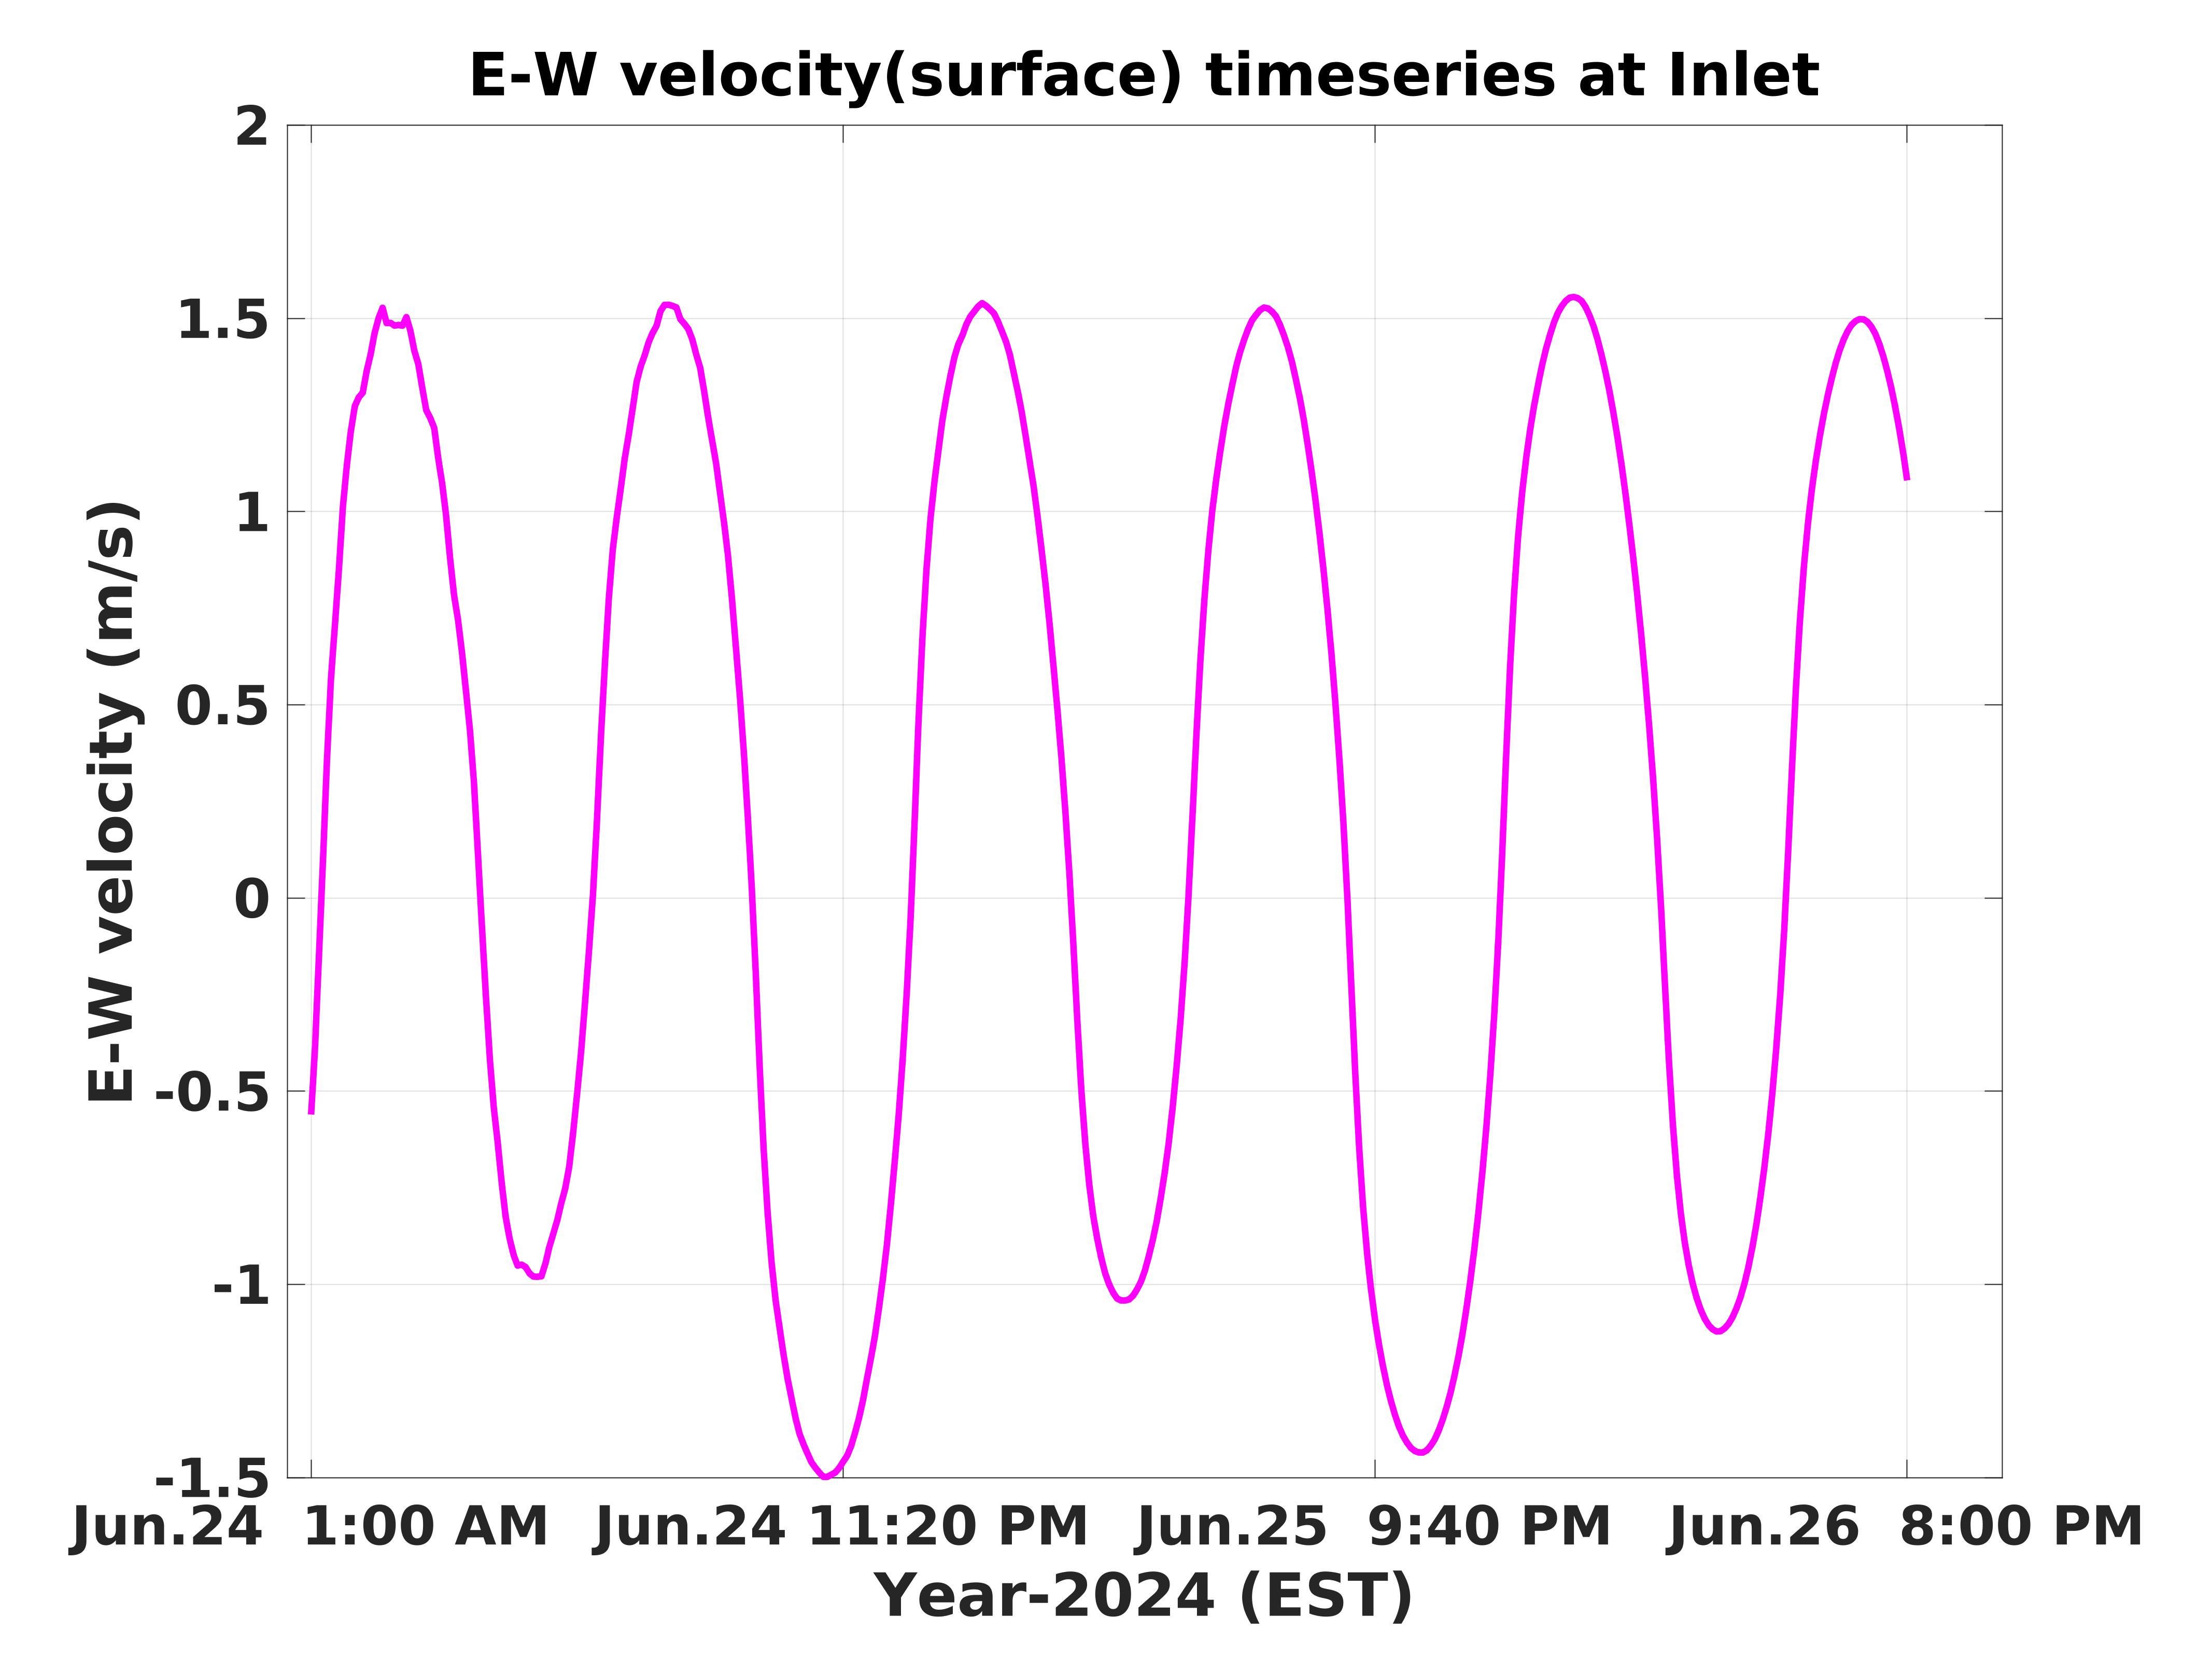 E-W velocity(surface) timeseries at Inlet
2
1.5
1
0.5
0
-0.5
-1
-1.5
E-W velocity (m/s)
Jun.24 1:00 AM Jun.24 11:20 PM Jun.25 9:40 PM Jun.26 8:00 PM
Year-2024 (EST)